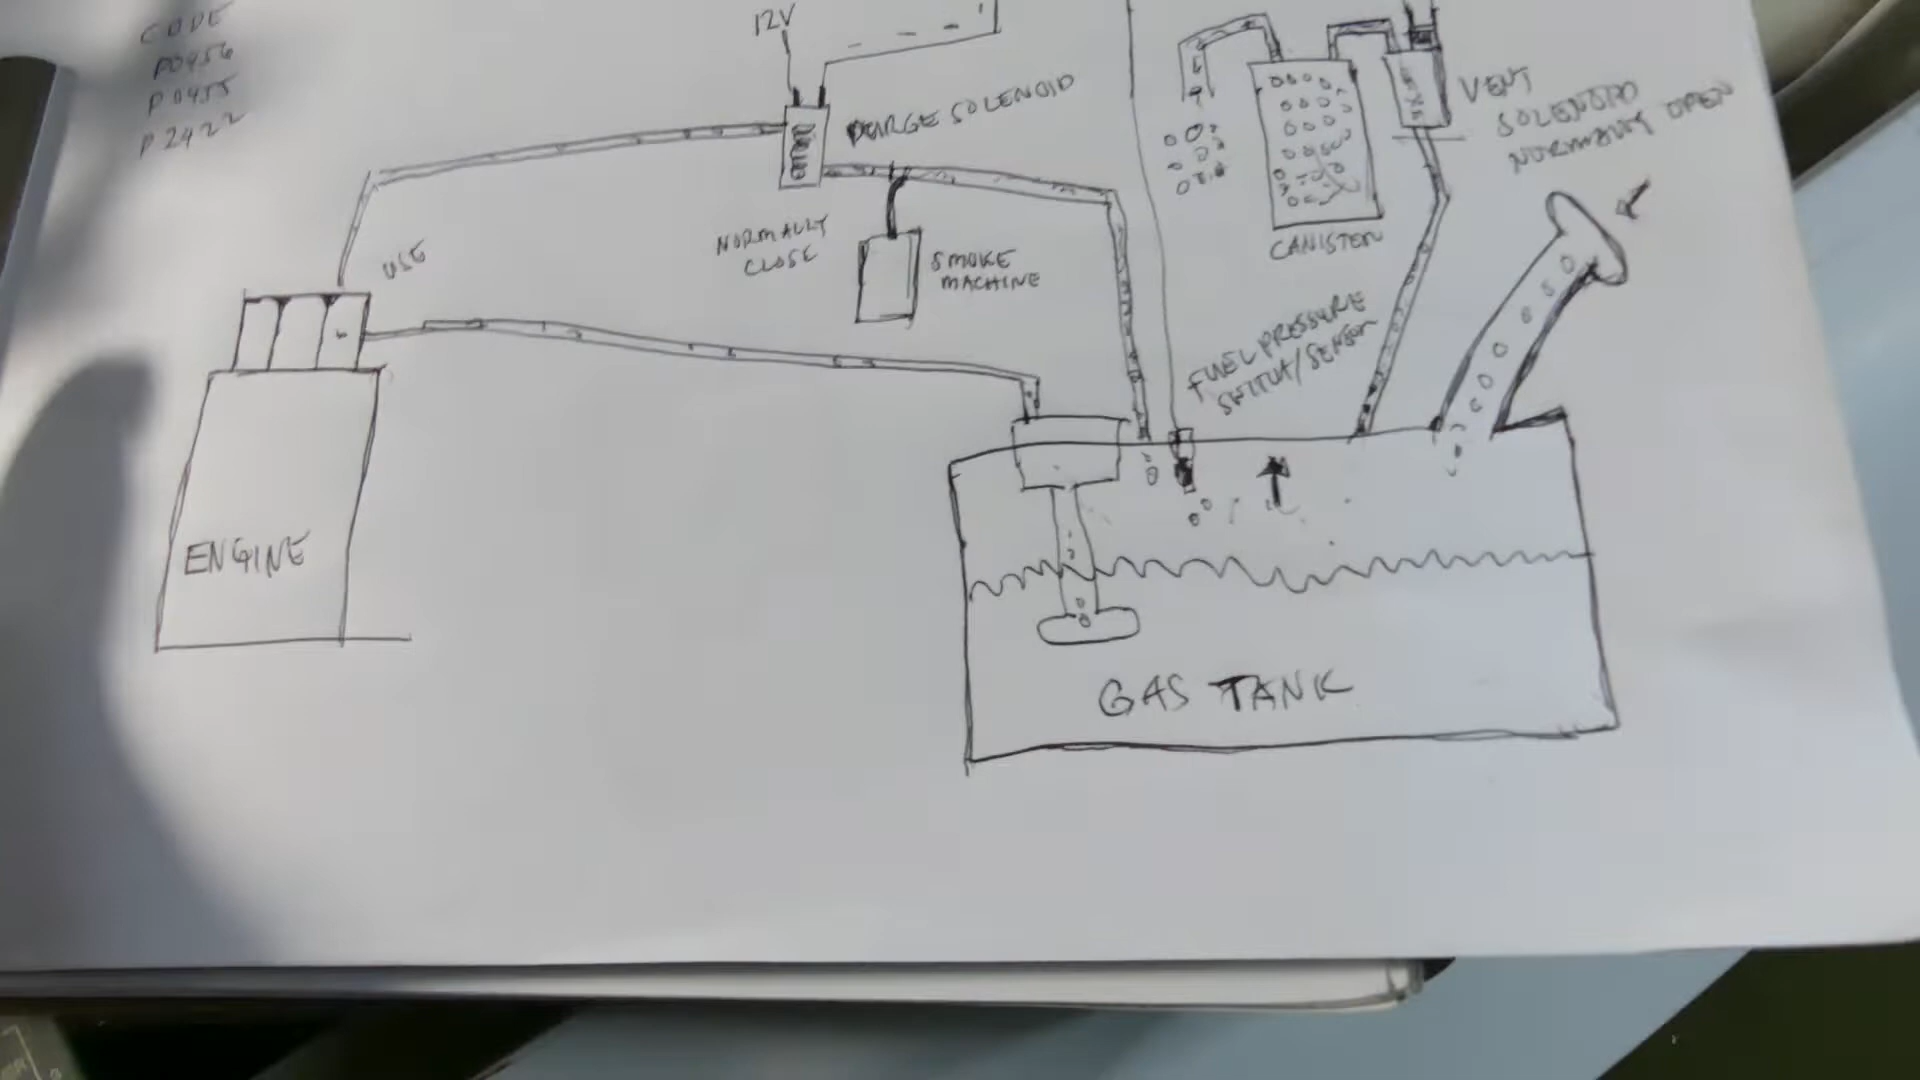 CODE
P0456
P0455
P2422
12V
PURGE SOLENOID
VENT
SOLENOID
NORMALLY OPEN
NORMALLY
CLOSE
SMOKE
MACHINE
CANISTER
FUEL PRESSURE
SWITCH/SENSOR
ENGINE
GAS TANK